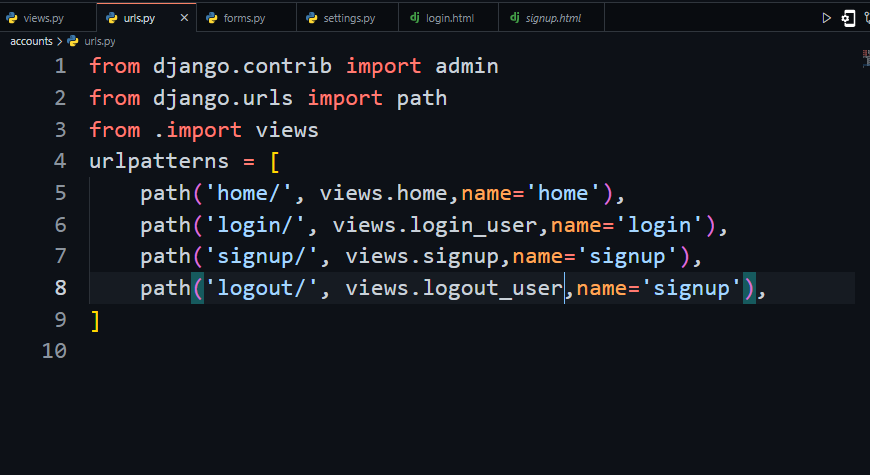 views.py urls.py × forms.py settings.py dj login.html dj signup.html
accounts > urls.py
1 from django.contrib import admin
2 from django.urls import path
3 from .import views
4 urlpatterns = [
5 path('home/', views.home,name='home'),
6 path('login/', views.login_user,name='login'),
7 path('signup/', views.signup,name='signup'),
8 path('logout/', views.logout_user,name='signup'),
9 ]
10